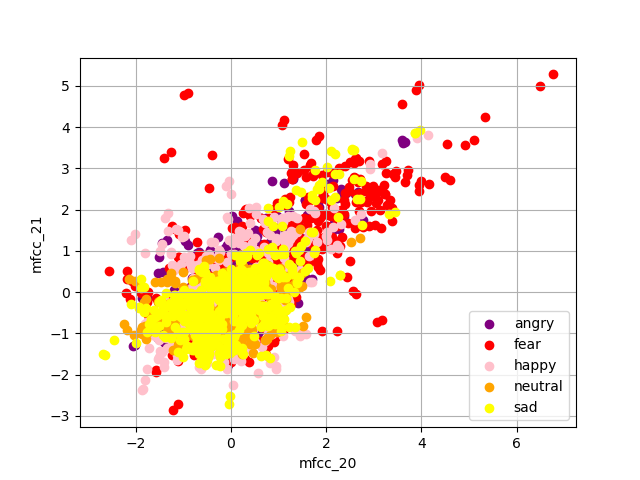 5
4
3
2
1
0
−1
−2
−3
mfcc_21
−2
0
2
4
6
mfcc_20
angry
fear
happy
neutral
sad